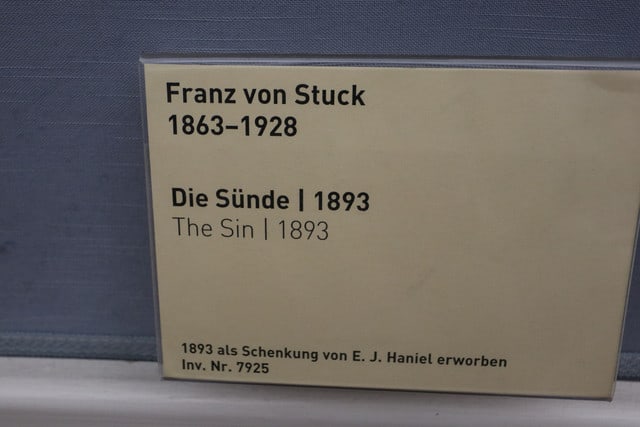 Franz von Stuck
1863–1928
Die Sünde | 1893
The Sin | 1893
1893 als Schenkung von E. J. Haniel erworben
Inv. Nr. 7925